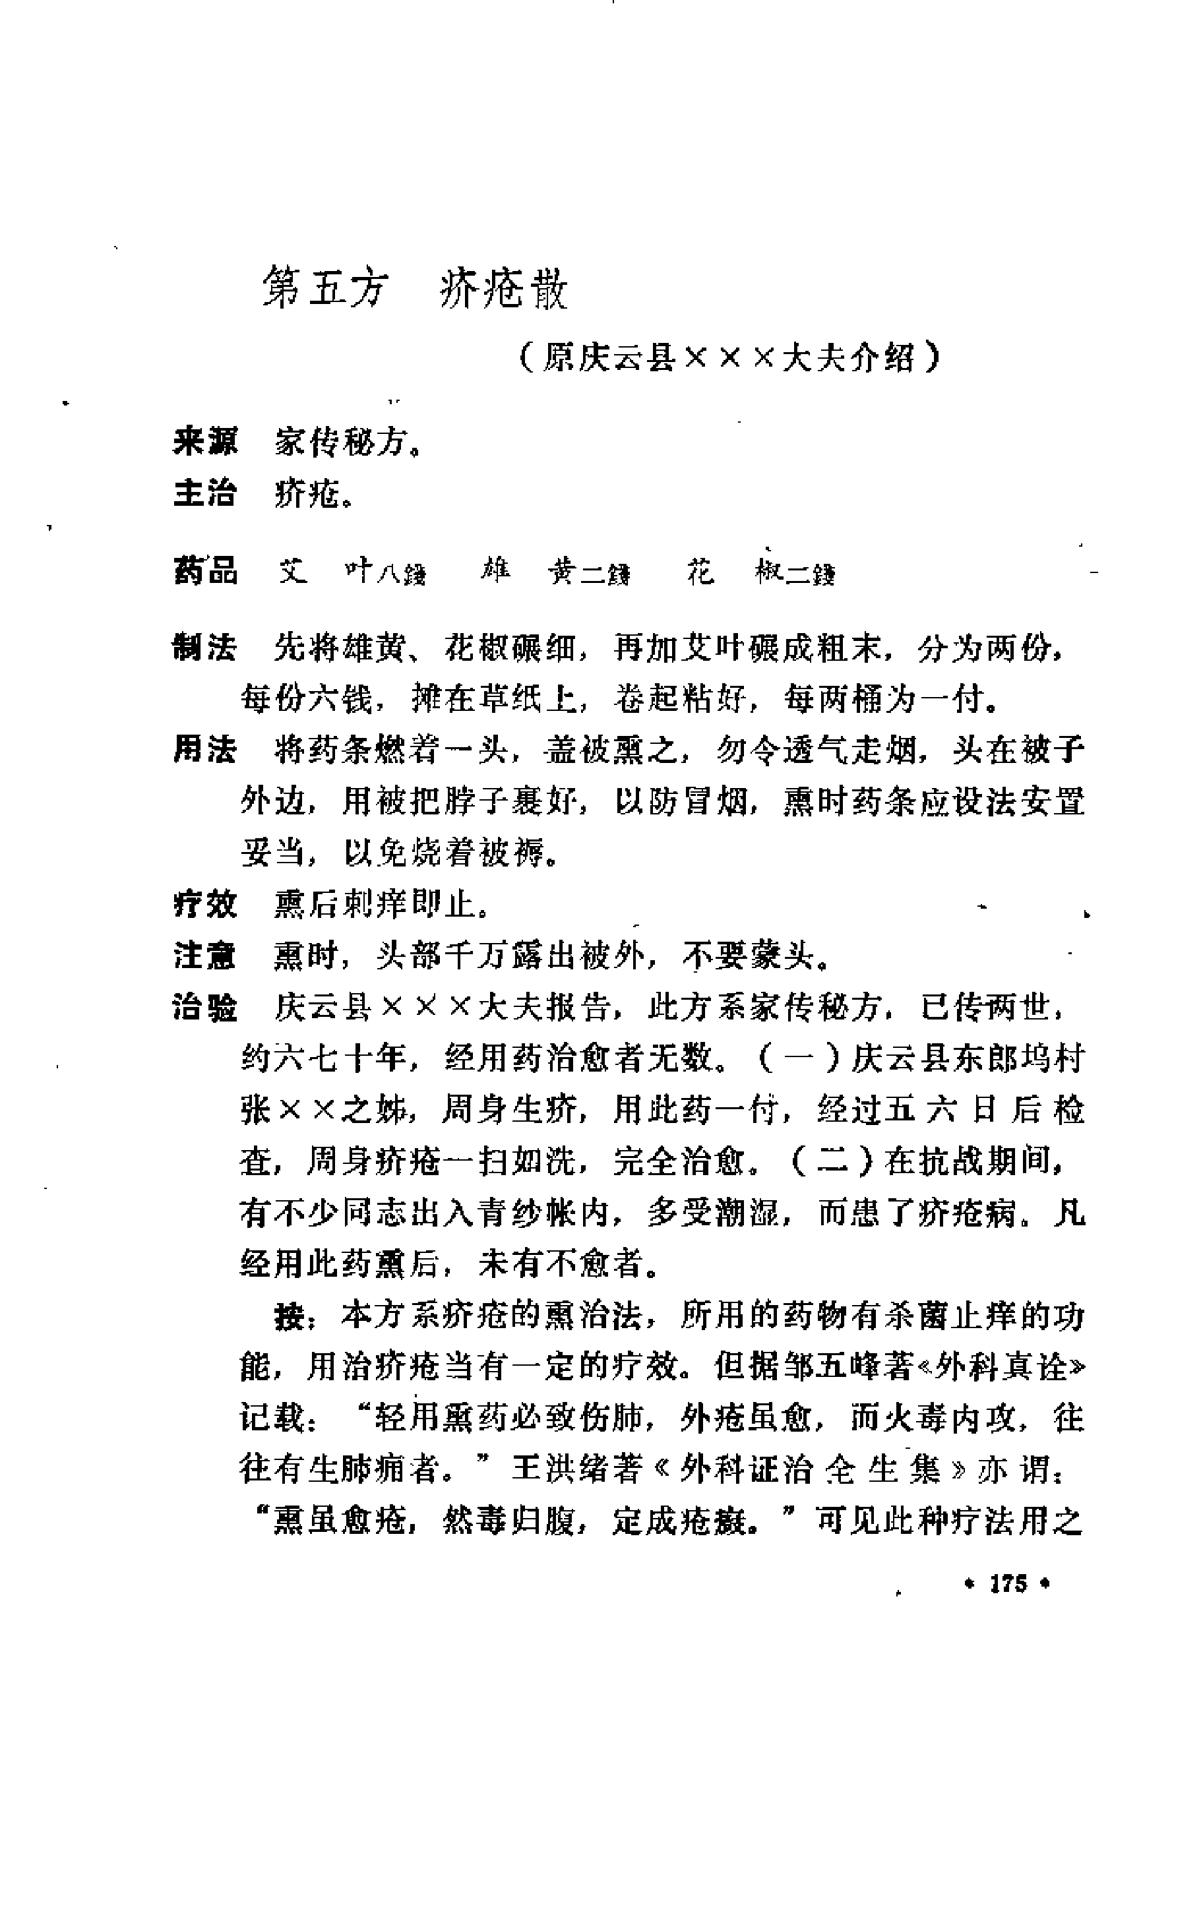 第五方　疥疮散
（原庆云县×××大夫介绍）
来源　家传秘方。
主治　疥疮。
药品　艾　叶八錢　雄　黄二錢　花　椒二錢
制法　先将雄黄、花椒碾细，再加艾叶碾成粗末，分为两份，
每份六钱，摊在草纸上，卷起粘好，每两桶为一付。
用法　将药条燃着一头，盖被熏之，勿令透气走烟，头在被子
外边，用被把脖子裹好，以防冒烟，熏时药条应设法安置
妥当，以免烧着被褥。
疗效　熏后刺痒即止。
注意　熏时，头部千万露出被外，不要蒙头。
治验　庆云县×××大夫报告，此方系家传秘方，已传两世，
约六七十年，经用药治愈者无数。（一）庆云县东郎坞村
张××之姊，周身生疥，用此药一付，经过五六日后检
查，周身疥疮一扫如洗，完全治愈。（二）在抗战期间，
有不少同志出入青纱帐内，多受潮湿，而患了疥疮病。凡
经用此药熏后，未有不愈者。
按：本方系疥疮的熏治法，所用的药物有杀菌止痒的功
能，用治疥疮当有一定的疗效。但据邹五峰著《外科真诠》
记载：“轻用熏药必致伤肺，外疮虽愈，而火毒内攻，往
往有生肺痈者。”王洪绪著《外科证治全生集》亦谓：
“熏虽愈疮，然毒归腹，定成疮癥。”可见此种疗法用之
• 175 •